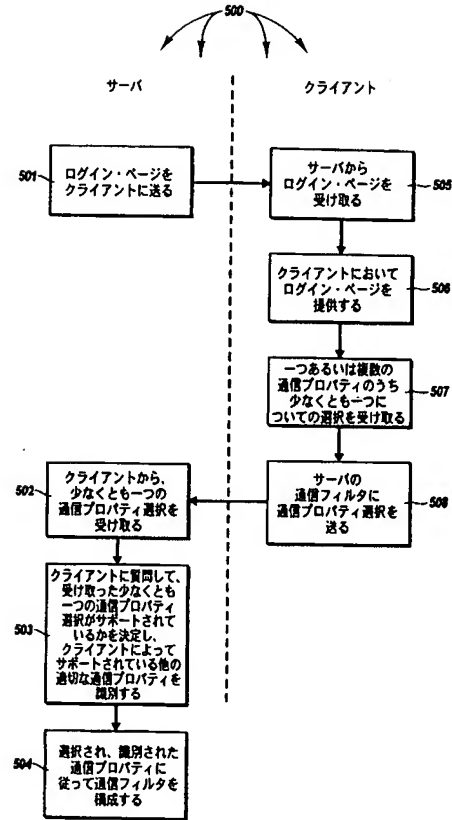 500
サーバ
クライアント
501
ログイン・ページを
クライアントに送る
サーバから
ログイン・ページを
受け取る
505
クライアントにおいて
ログイン・ページを
提供する
506
一つあるいは複数の
通信プロパティのうち
少なくとも一つに
ついての選択を受け取る
507
502
クライアントから、
少なくとも一つの
通信プロパティ選択を
受け取る
サーバの
通信フィルタに
通信プロパティ選択を
送る
508
503
クライアントに質問して、
受け取った少なくとも
一つの通信プロパティ
選択がサポートされて
いるかを決定し、
クライアントによって
サポートされている他の
適切な通信プロパティを
識別する
504
選択され、識別された
通信プロパティに
従って通信フィルタを
構成する